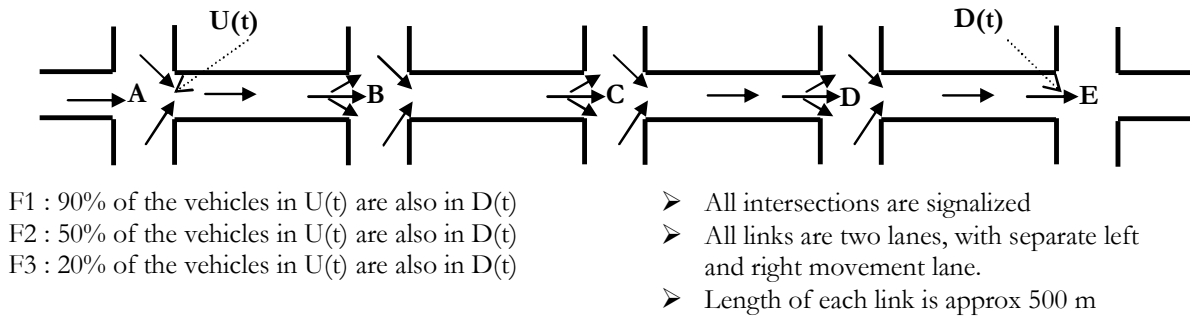 U(t)
D(t)
A
B
C
D
E
F1 : 90% of the vehicles in U(t) are also in D(t)
F2 : 50% of the vehicles in U(t) are also in D(t)
F3 : 20% of the vehicles in U(t) are also in D(t)
➢ All intersections are signalized
➢ All links are two lanes, with separate left
and right movement lane.
➢ Length of each link is approx 500 m